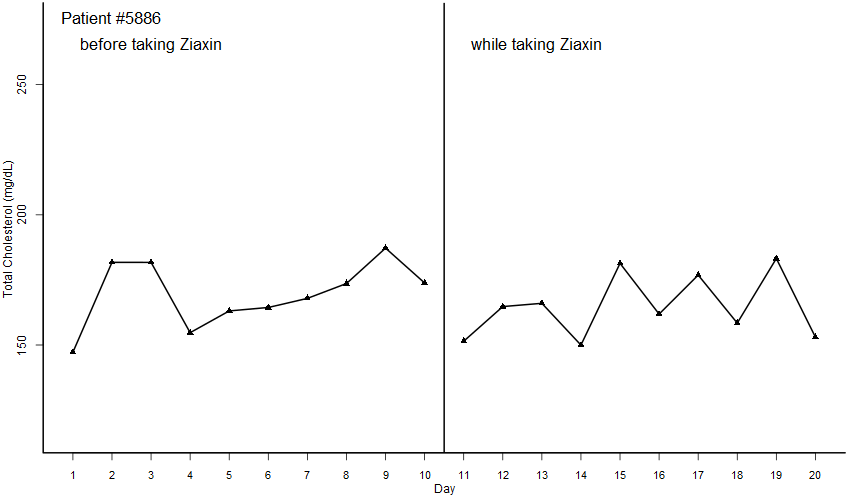 Patient #5886
before taking Ziaxin
while taking Ziaxin
Total Cholesterol (mg/dL)
250
200
150
1 2 3 4 5 6 7 8 9 10 11 12 13 14 15 16 17 18 19 20
Day